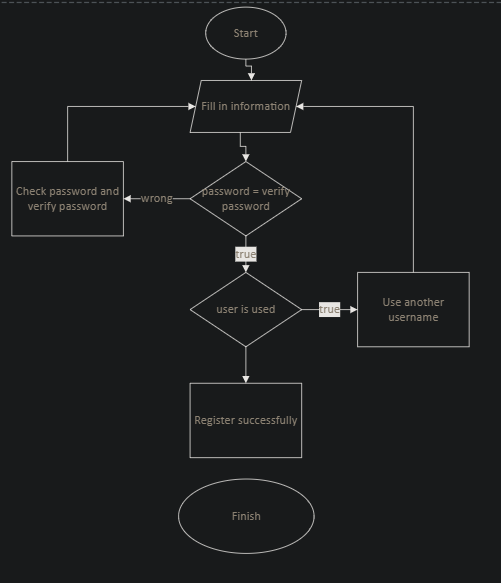 Start
Fill in information
Check password and
verify password
wrong
password = verify
password
true
user is used
true
Use another
username
Register successfully
Finish